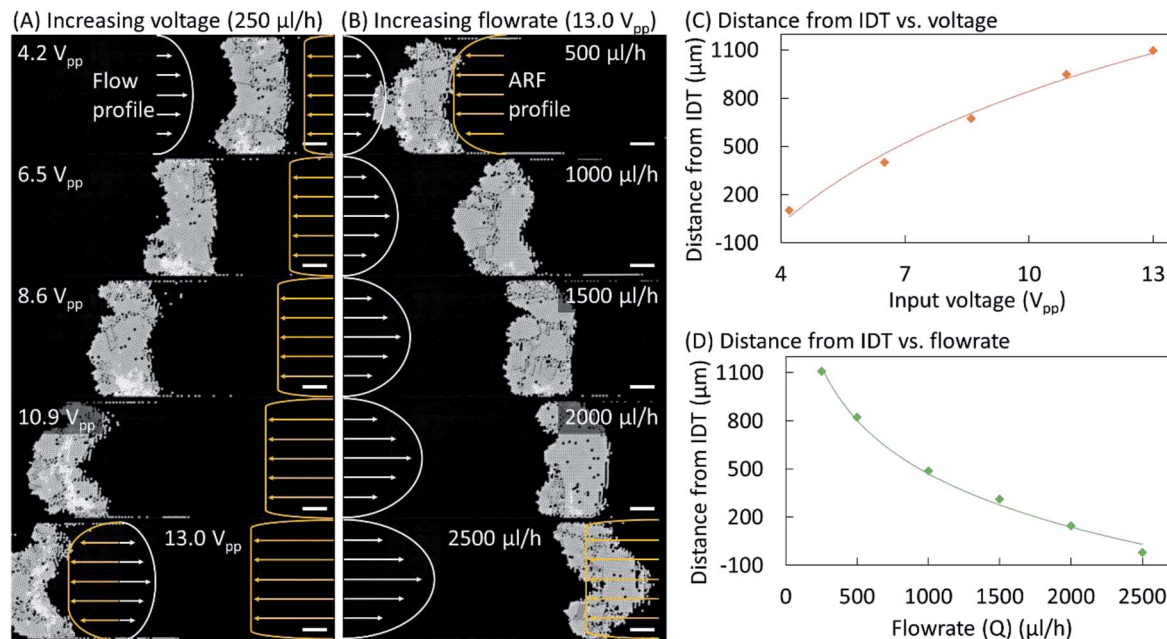 (A) Increasing voltage (250 µl/h)
4.2 Vpp
Flow
profile
6.5 Vpp
8.6 Vpp
10.9 Vpp
13.0 Vpp
(B) Increasing flowrate (13.0 Vpp)
500 µl/h
ARF
profile
1000 µl/h
1500 µl/h
2000 µl/h
2500 µl/h
(C) Distance from IDT vs. voltage
Distance from IDT (µm)
1100
800
500
200
-100
4 7 10 13
Input voltage (Vpp)
(D) Distance from IDT vs. flowrate
Distance from IDT (µm)
1100
800
500
200
-100
0 500 1000 1500 2000 2500
Flowrate (Q) (µl/h)